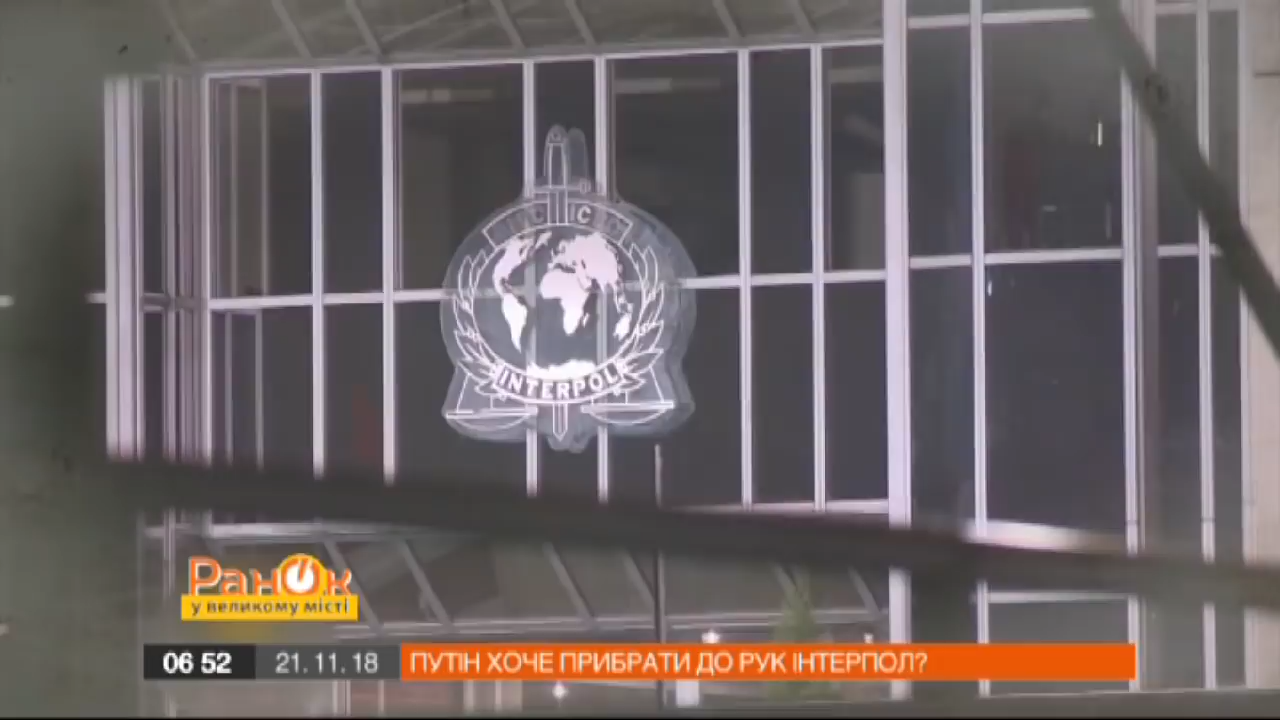 INTERPOL
Ранок
у великому місті
06 52
21. 11. 18
ПУТІН ХОЧЕ ПРИБРАТИ ДО РУК ІНТЕРПОЛ?